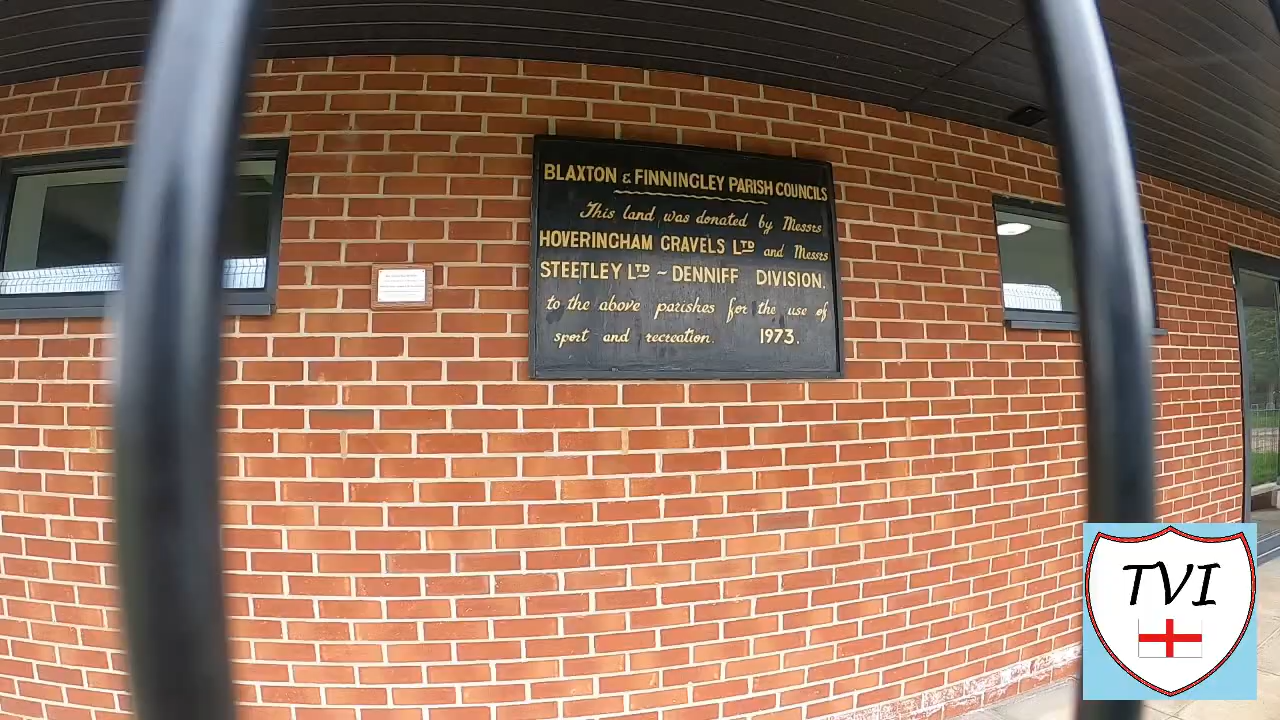 BLAXTON & FINNINGLEY PARISH COUNCILS
This land was donated by Messrs
HOVERINGHAM GRAVELS LTD and Messrs
STEETLEY LTD ~ DENNIFF DIVISION.
to the above parishes for the use of
sport and recreation. 1973.
TVI